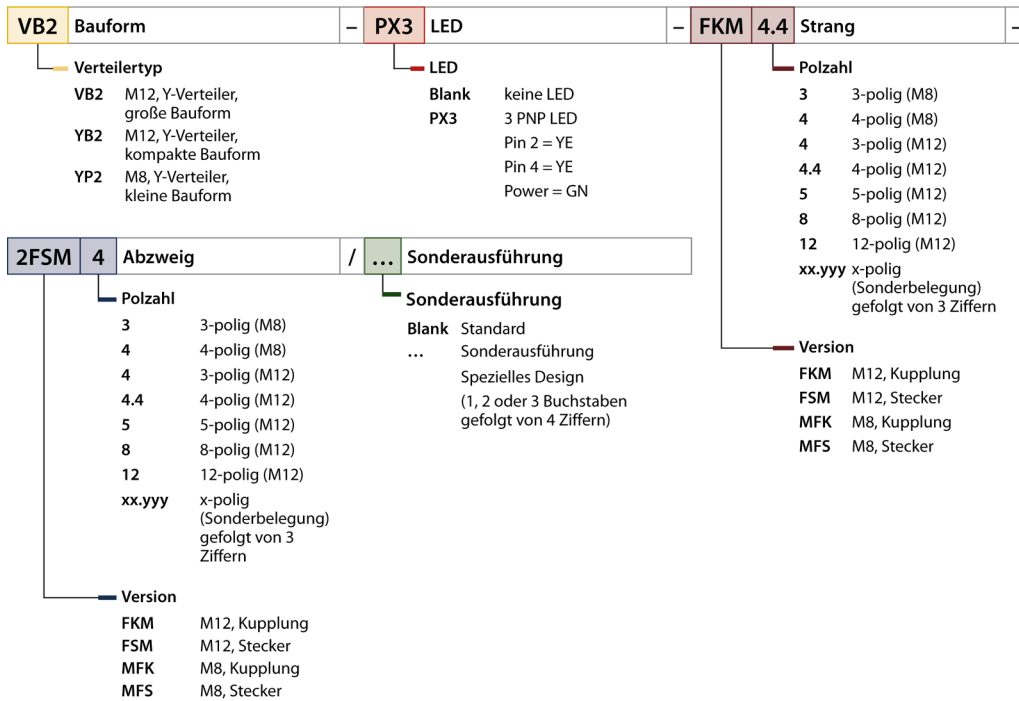 VB2 Bauform – PX3 LED – FKM 4.4 Strang –
Verteilertyp
VB2 M12, Y-Verteiler,
große Bauform
YB2 M12, Y-Verteiler,
kompakte Bauform
YP2 M8, Y-Verteiler,
kleine Bauform
LED
Blank keine LED
PX3 3 PNP LED
Pin 2 = YE
Pin 4 = YE
Power = GN
Polzahl
3 3-polig (M8)
4 4-polig (M8)
4 3-polig (M12)
4.4 4-polig (M12)
5 5-polig (M12)
8 8-polig (M12)
12 12-polig (M12)
xx.yyy x-polig
(Sonderbelegung)
gefolgt von 3 Ziffern
Version
FKM M12, Kupplung
FSM M12, Stecker
MFK M8, Kupplung
MFS M8, Stecker
2FSM 4 Abzweig / ... Sonderausführung
Polzahl
3 3-polig (M8)
4 4-polig (M8)
4 3-polig (M12)
4.4 4-polig (M12)
5 5-polig (M12)
8 8-polig (M12)
12 12-polig (M12)
xx.yyy x-polig
(Sonderbelegung)
gefolgt von 3
Ziffern
Version
FKM M12, Kupplung
FSM M12, Stecker
MFK M8, Kupplung
MFS M8, Stecker
Sonderausführung
Blank Standard
... Sonderausführung
Spezielles Design
(1, 2 oder 3 Buchstaben
gefolgt von 4 Ziffern)